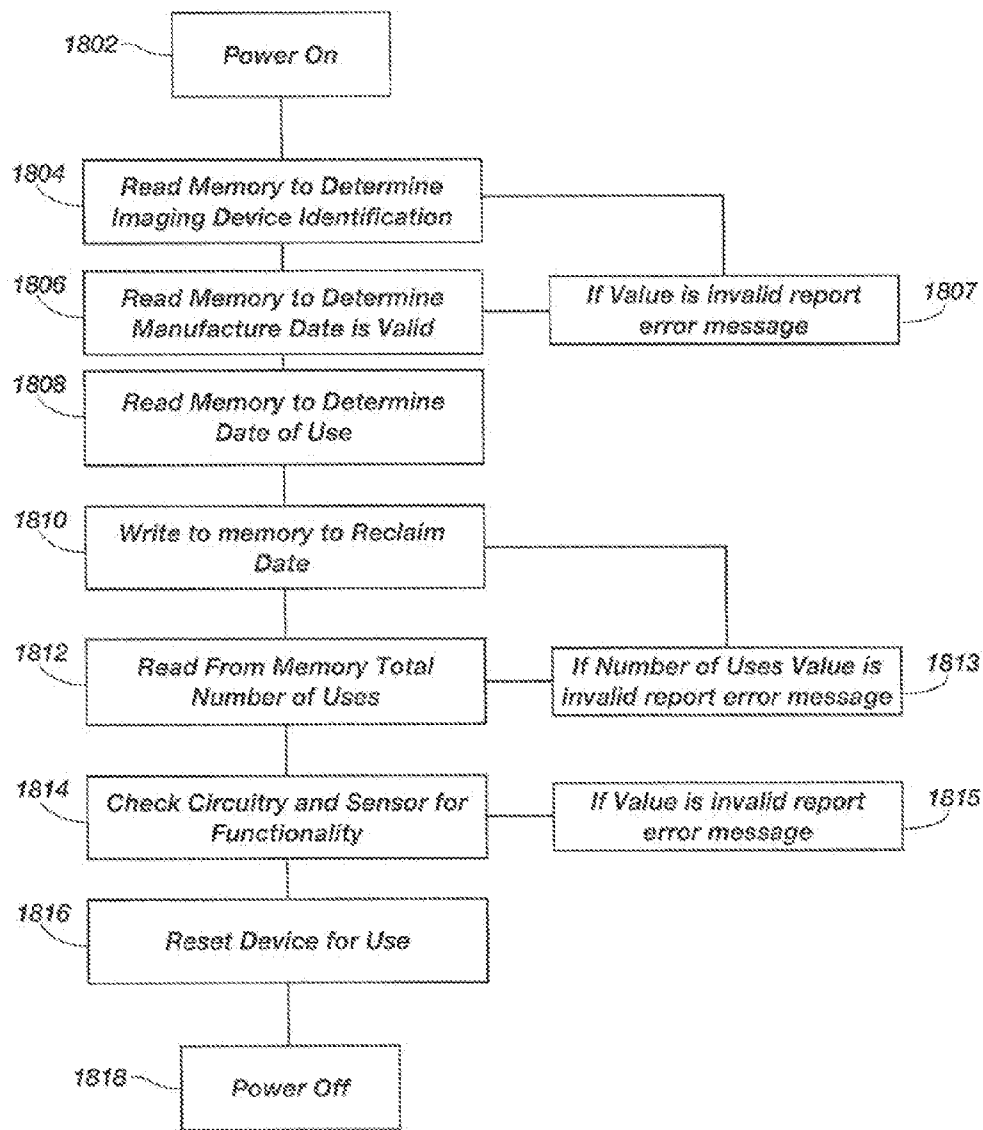 1802
Power On
1804
Read Memory to Determine
Imaging Device Identification
1806
Read Memory to Determine
Manufacture Date is Valid
If Value is invalid report
error message
1807
1808
Read Memory to Determine
Date of Use
1810
Write to memory to Reclaim
Date
1812
Read From Memory Total
Number of Uses
If Number of Uses Value is
invalid report error message
1813
1814
Check Circuitry and Sensor for
Functionality
If Value is invalid report
error message
1815
1816
Reset Device for Use
1818
Power Off